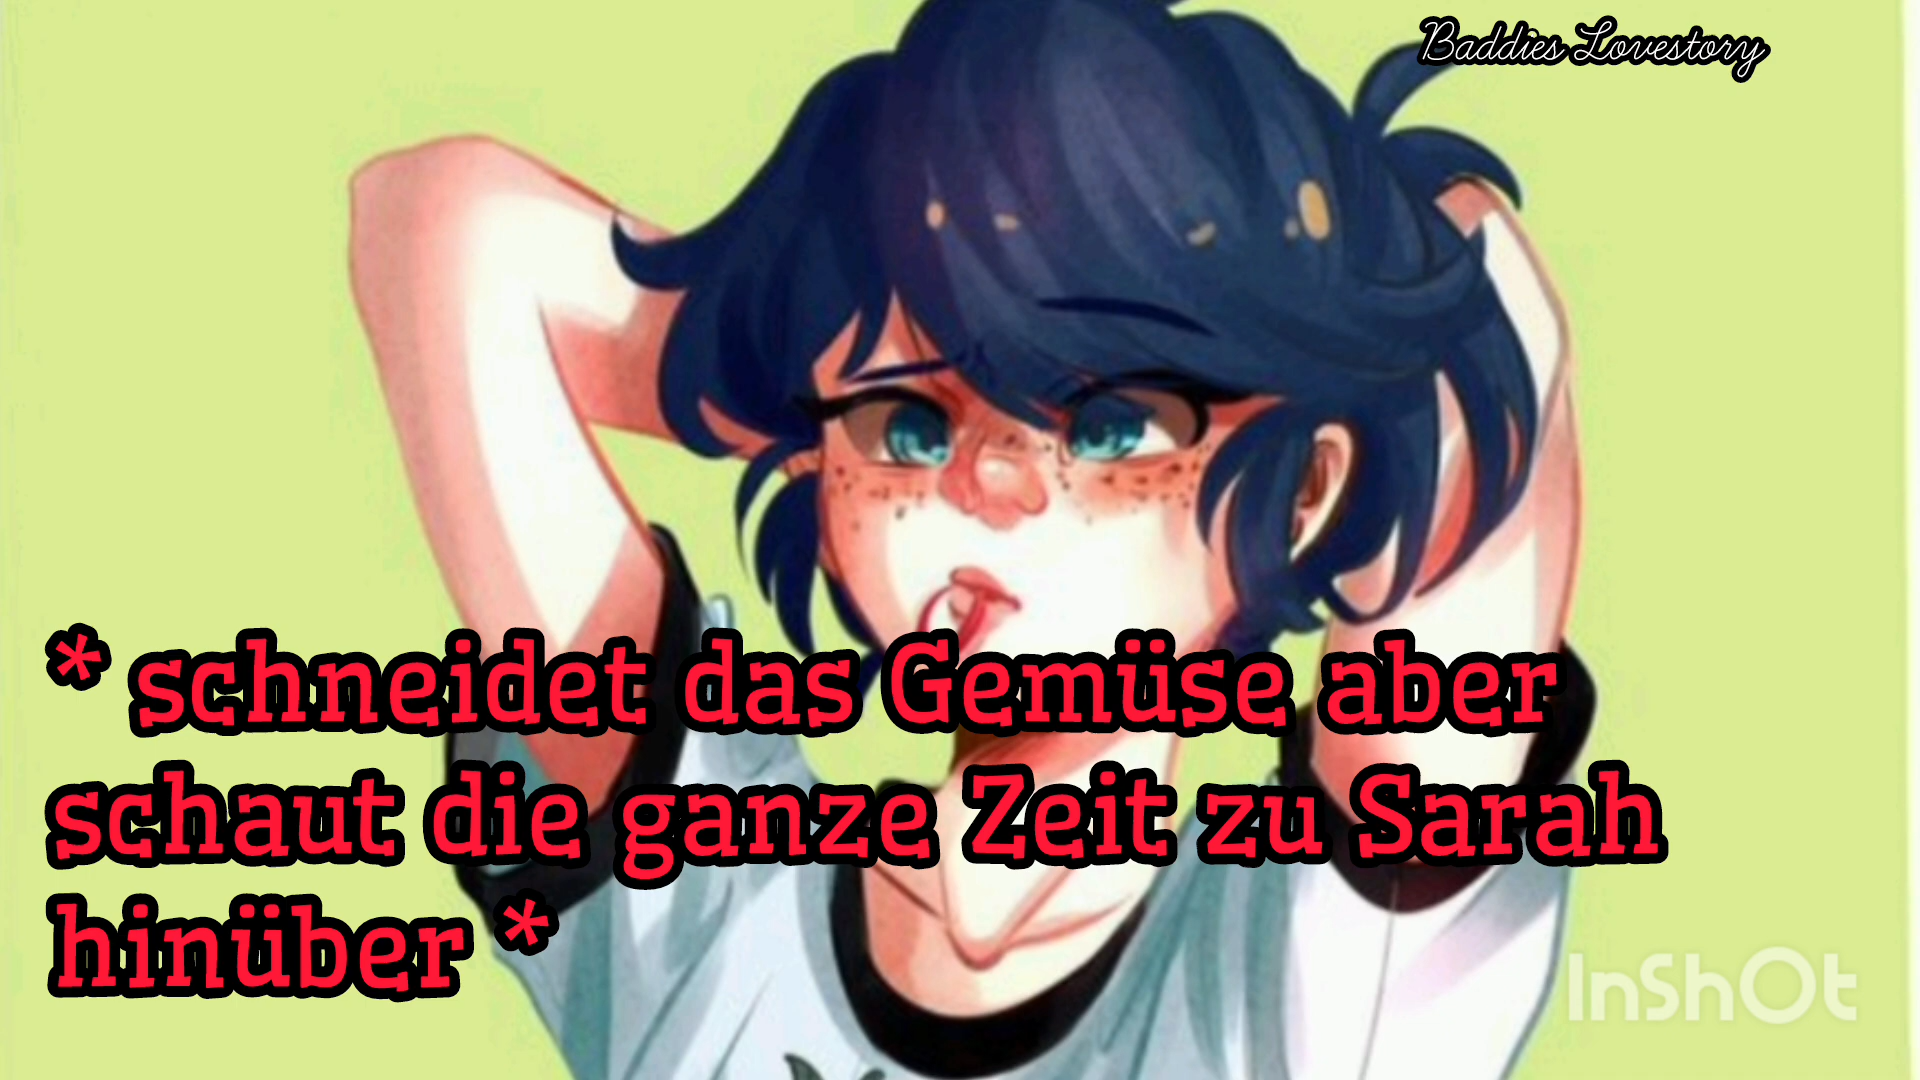 Baddies Lovestory
* schneidet das Gemüse aber
schaut die ganze Zeit zu Sarah
hinüber *
InShOt